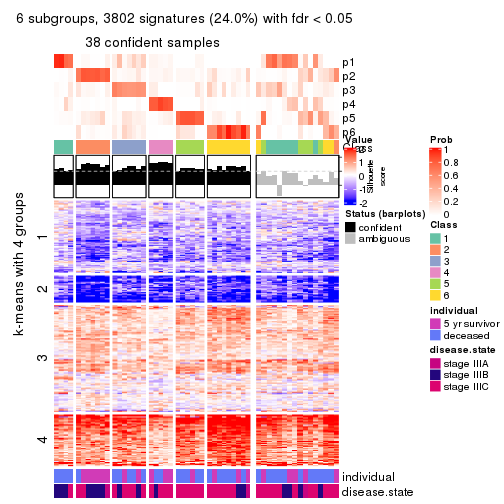 6 subgroups, 3802 signatures (24.0%) with fdr < 0.05
38 confident samples
p1
p2
p3
p4
p5
p6
Class
k-means with 4 groups
1
2
3
4
individual
disease.state
Value
0
-1
-2
Silhouette
score
Status (barplots)
confident
ambiguous
Prob
1
0.8
0.6
0.4
0.2
0
Class
1
2
3
4
5
6
individual
5 yr survivor
deceased
disease.state
stage IIIA
stage IIIB
stage IIIC